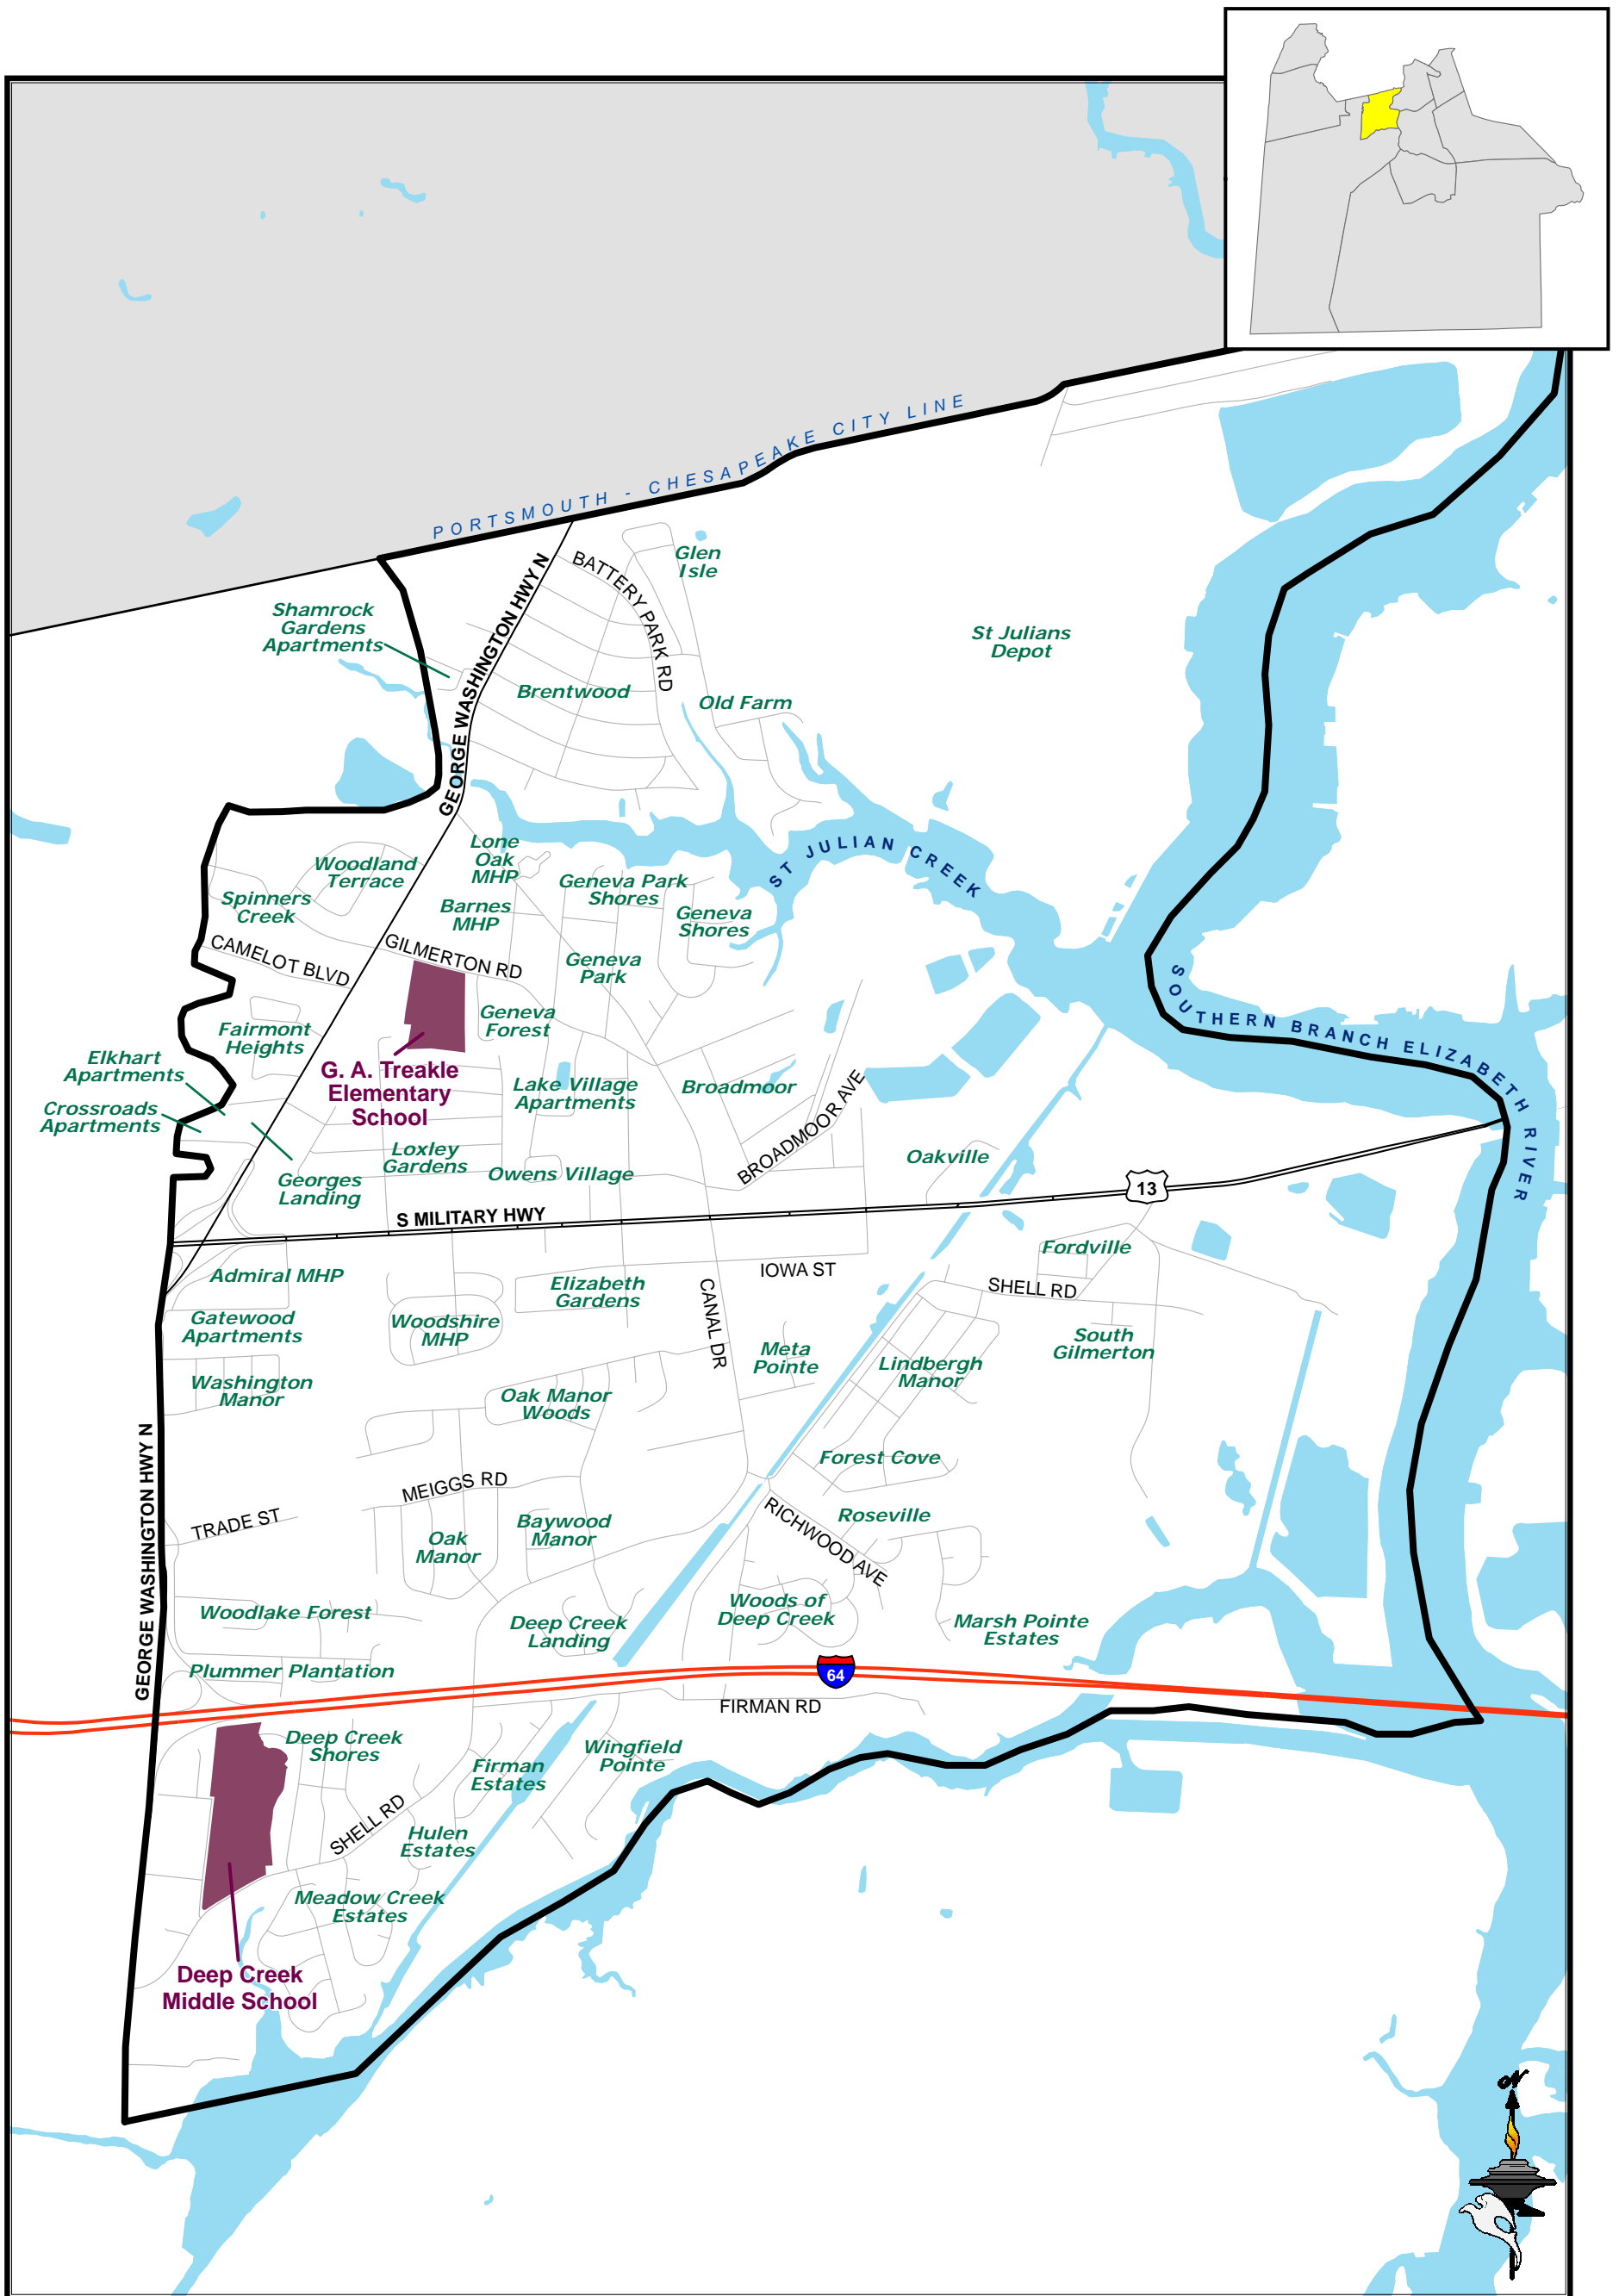 PORTSMOUTH - CHESAPEAKE CITY LINE
GEORGE WASHINGTON HWY N
BATTERY PARK RD
Glen
Isle
Shamrock
Gardens
Apartments
St Julians
Depot
Brentwood
Old Farm
Lone
Oak
MHP
ST JULIAN CREEK
Woodland
Terrace
Geneva Park
Shores
Spinners
Creek
Barnes
MHP
Geneva
Shores
CAMELOT BLVD
GILMERTON RD
Geneva
Park
SOUTHERN BRANCH ELIZABETH RIVER
Geneva
Forest
Fairmont
Heights
Elkhart
Apartments
G. A. Treakle
Elementary
School
Lake Village
Apartments
Broadmoor
Crossroads
Apartments
BROADMOOR AVE
Loxley
Gardens
Oakville
Owens Village
Georges
Landing
13
S MILITARY HWY
Fordville
Admiral MHP
IOWA ST
Elizabeth
Gardens
SHELL RD
CANAL DR
Gatewood
Apartments
Woodshire
MHP
South
Gilmerton
Meta
Pointe
Lindbergh
Manor
Washington
Manor
Oak Manor
Woods
GEORGE WASHINGTON HWY N
Forest Cove
MEIGGS RD
RICHWOOD AVE
Roseville
TRADE ST
Baywood
Manor
Oak
Manor
Woodlake Forest
Woods of
Deep Creek
Deep Creek
Landing
Marsh Pointe
Estates
Plummer Plantation
64
FIRMAN RD
Deep Creek
Shores
Wingfield
Pointe
Firman
Estates
SHELL RD
Hulen
Estates
Meadow Creek
Estates
Deep Creek
Middle School
N